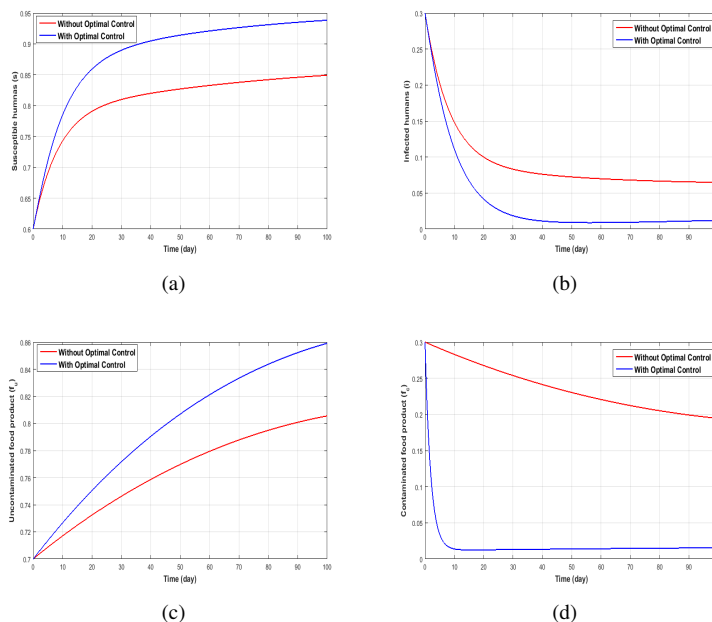 0.95
0.9
0.85
0.8
0.75
0.7
0.65
0.6
Susceptible humnas (s)
Without Optimal Control
With Optimal Control
0 10 20 30 40 50 60 70 80 90 100
Time (day)
(a)
0.3
0.25
0.2
0.15
0.1
0.05
0
Infected humans (i)
Without Optimal Control
With Optimal Control
0 10 20 30 40 50 60 70 80 90
Time (day)
(b)
0.86
0.84
0.82
0.8
0.78
0.76
0.74
0.72
0.7
Uncontaminated food product (f_u)
Without Optimal Control
With Optimal Control
0 10 20 30 40 50 60 70 80 90 100
Time (day)
(c)
0.3
0.25
0.2
0.15
0.1
0.05
0
Contaminated food product (f_u)
Without Optimal Control
With Optimal Control
0 10 20 30 40 50 60 70 80 90
Time (day)
(d)